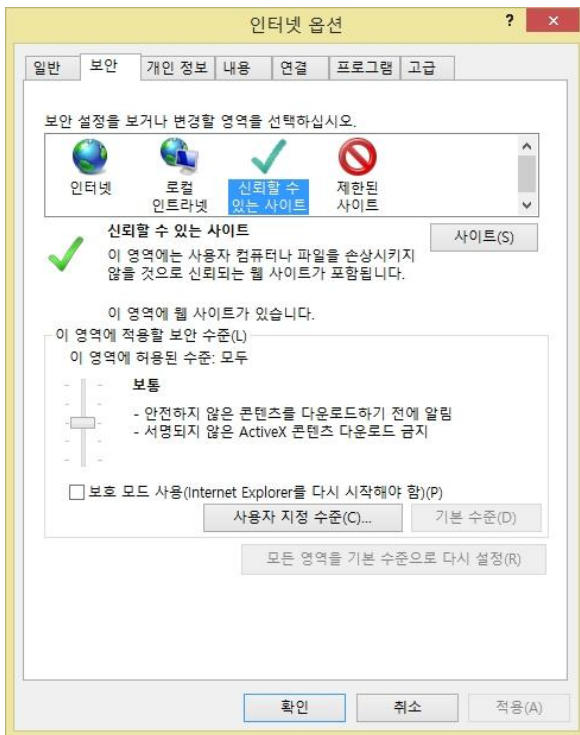 인터넷 옵션
? ×
일반 보안 개인 정보 내용 연결 프로그램 고급
보안 설정을 보거나 변경할 영역을 선택하십시오.
인터넷 로컬 인트라넷 신뢰할 수 있는 사이트 제한된 사이트
신뢰할 수 있는 사이트
사이트(S)
이 영역에는 사용자 컴퓨터나 파일을 손상시키지
않을 것으로 신뢰되는 웹 사이트가 포함됩니다.
이 영역에 웹 사이트가 있습니다.
이 영역에 적용할 보안 수준(L)
이 영역에 허용된 수준: 모두
보통
- 안전하지 않은 콘텐츠를 다운로드하기 전에 알림
- 서명되지 않은 ActiveX 콘텐츠 다운로드 금지
보호 모드 사용(Internet Explorer를 다시 시작해야 함)(P)
사용자 지정 수준(C)... 기본 수준(D)
모든 영역을 기본 수준으로 다시 설정(R)
확인 취소 적용(A)